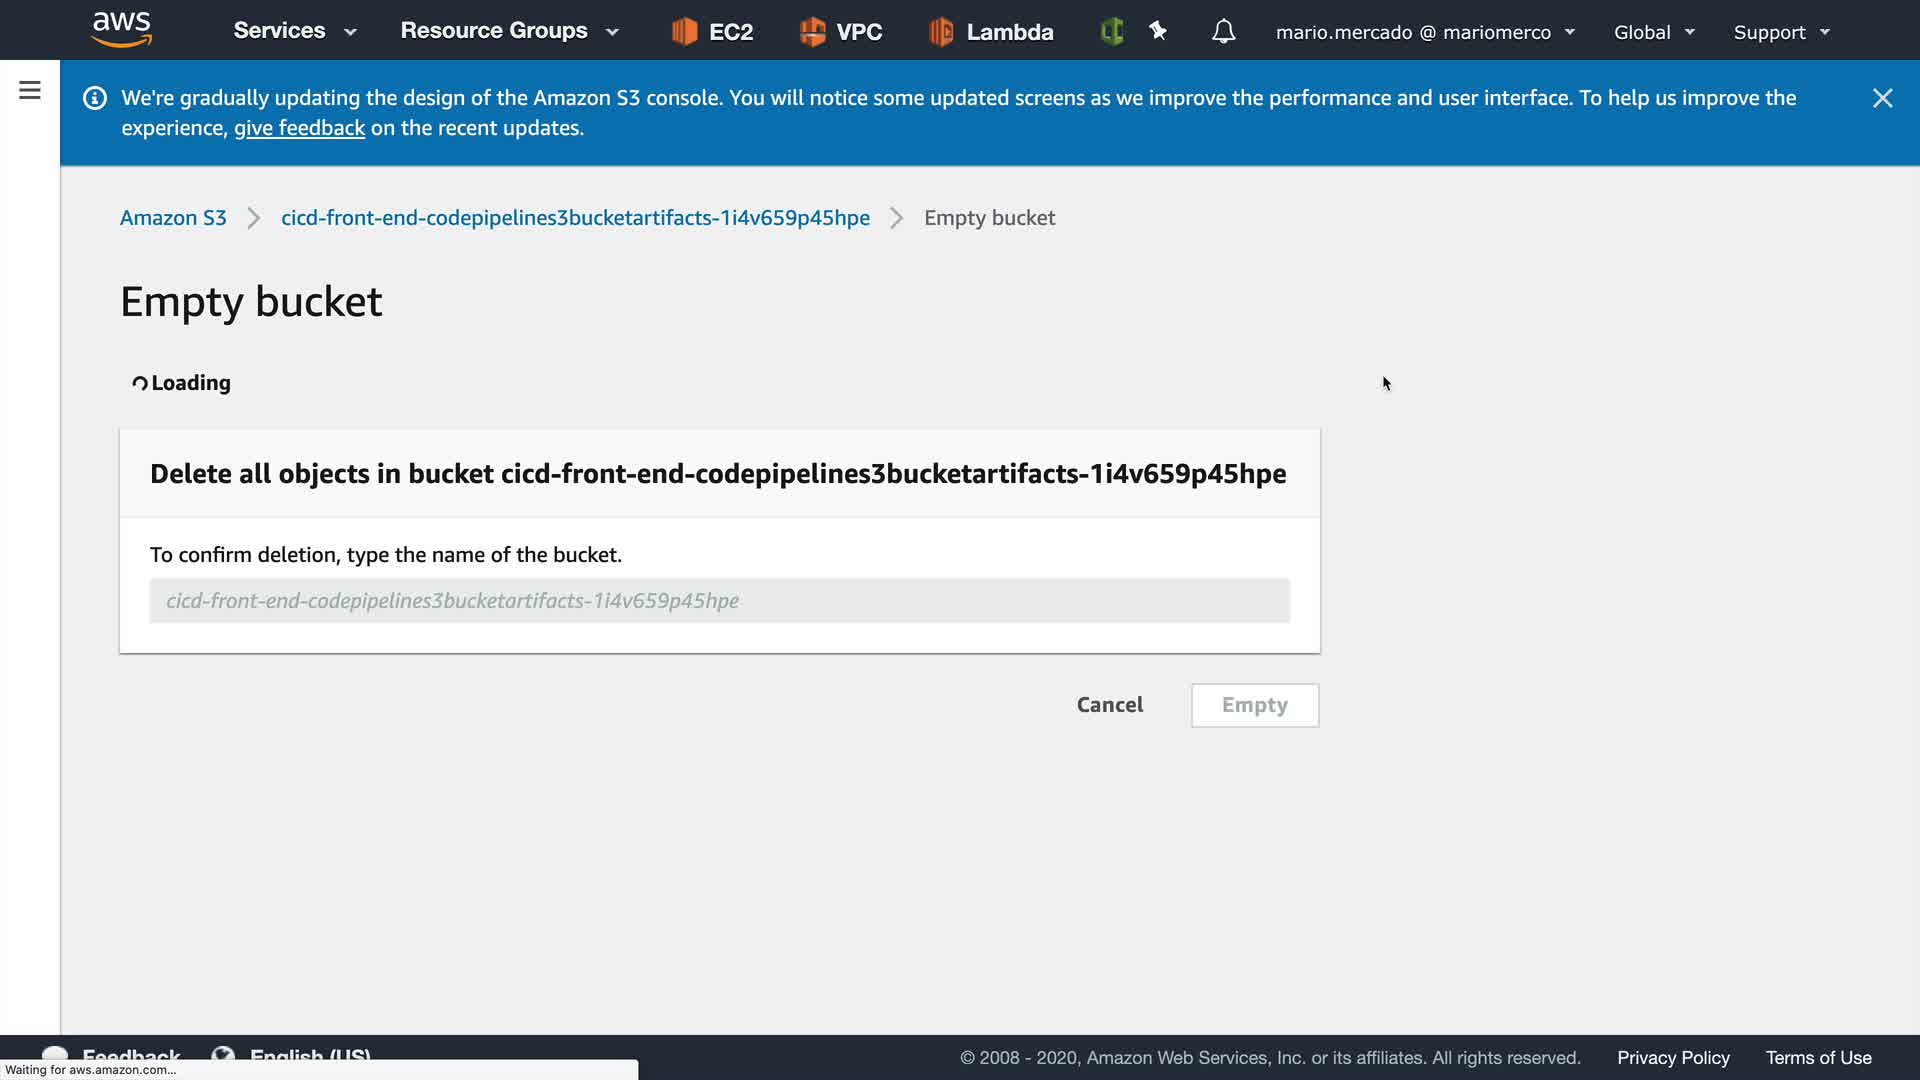 aws
Services
Resource Groups
EC2
VPC
Lambda
mario.mercado @ mariomerco
Global
Support
We're gradually updating the design of the Amazon S3 console. You will notice some updated screens as we improve the performance and user interface. To help us improve the
experience, give feedback on the recent updates.
Amazon S3
cicd-front-end-codepipelines3bucketartifacts-1i4v659p45hpe
Empty bucket
Empty bucket
Loading
Delete all objects in bucket cicd-front-end-codepipelines3bucketartifacts-1i4v659p45hpe
To confirm deletion, type the name of the bucket.
cicd-front-end-codepipelines3bucketartifacts-1i4v659p45hpe
Cancel
Empty
Feedback
English (US)
© 2008 - 2020, Amazon Web Services, Inc. or its affiliates. All rights reserved.
Privacy Policy
Terms of Use
Waiting for aws.amazon.com...